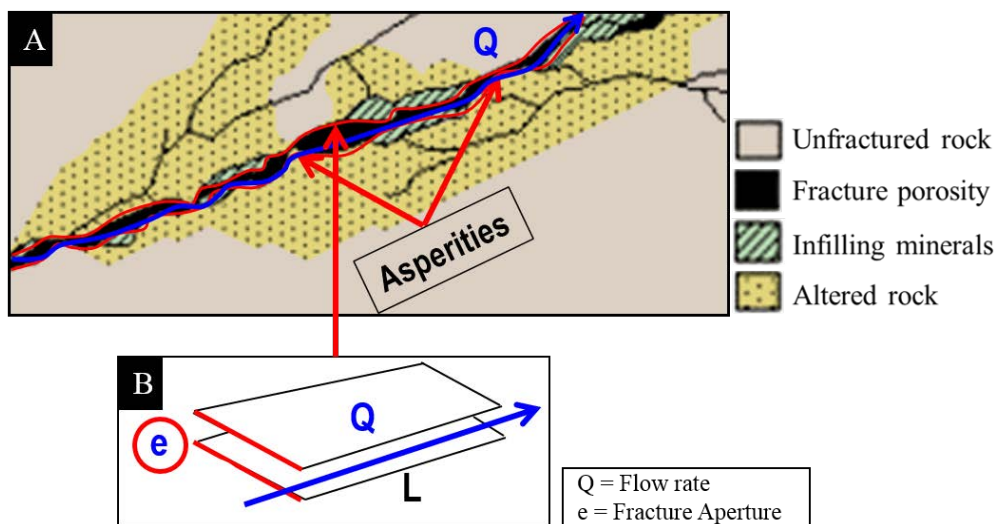 A
Q
Asperities
Unfractured rock
Fracture porosity
Infilling minerals
Altered rock
B
e
Q
L
Q = Flow rate
e = Fracture Aperture